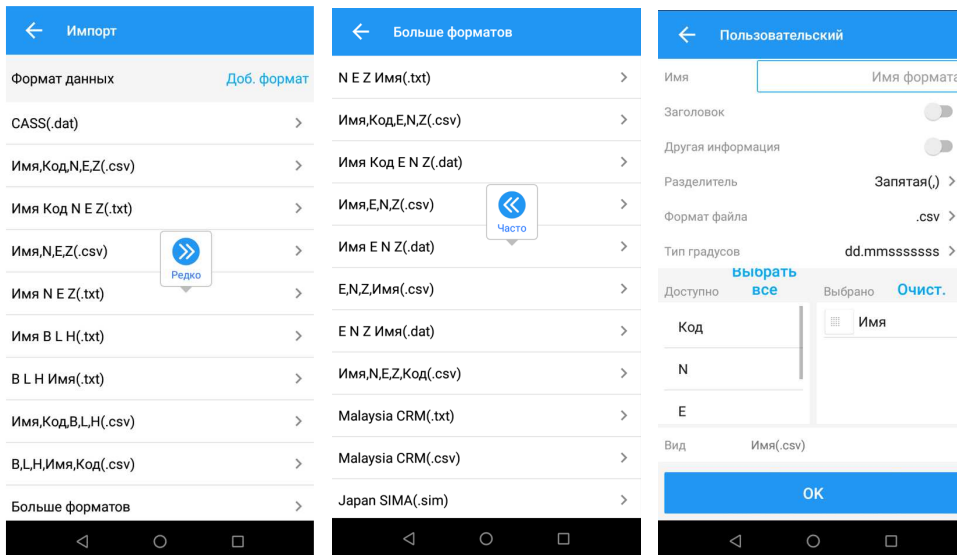 Импорт
Формат данных Доб. формат
CASS(.dat)
Имя,Код,N,E,Z(.csv)
Имя Код N E Z(.txt)
Имя,N,E,Z(.csv)
Редко
Имя N E Z(.txt)
Имя B L H(.txt)
B L H Имя(.txt)
Имя,Код,B,L,H(.csv)
B,L,H,Имя,Код(.csv)
Больше форматов
Больше форматов
N E Z Имя(.txt)
Имя,Код,E,N,Z(.csv)
Имя Код E N Z(.dat)
Имя,E,N,Z(.csv)
Часто
Имя E N Z(.dat)
E,N,Z,Имя(.csv)
E N Z Имя(.dat)
Имя,N,E,Z,Код(.csv)
Malaysia CRM(.txt)
Malaysia CRM(.csv)
Japan SIMA(.sim)
Пользовательский
Имя Имя формата
Заголовок
Другая информация
Разделитель Запятая(,)
Формат файла .csv
Тип градусов dd.mmsssssss
Доступно Выбрать все Выбрано Очист.
Код Имя
N
E
Вид Имя(.csv)
OK